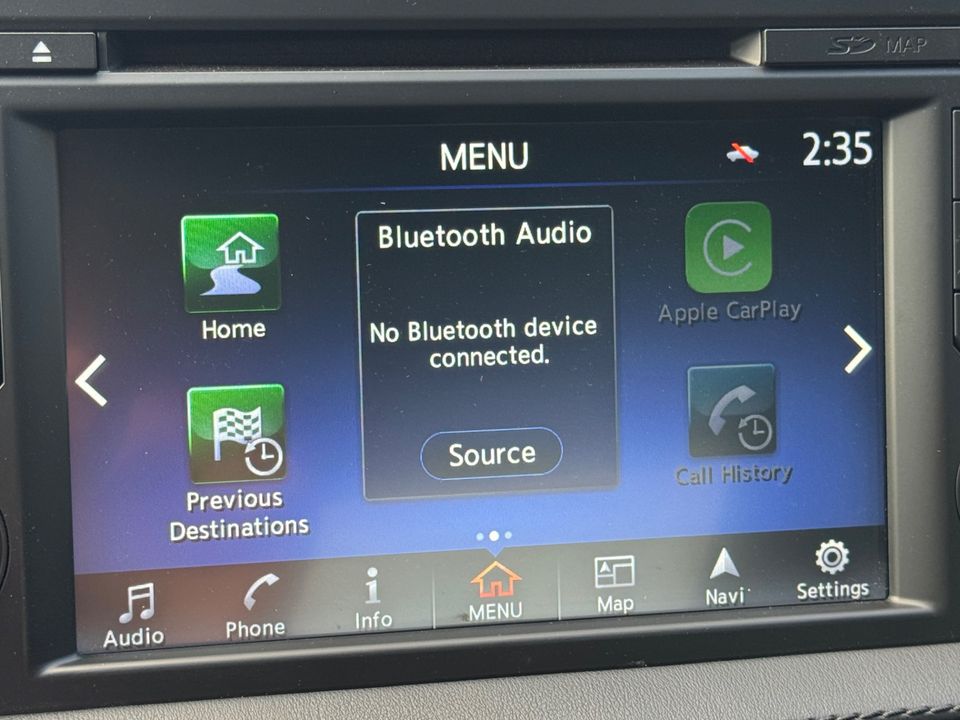 SD MAP
MENU
2:35
Home
Previous
Destinations
Bluetooth Audio
No Bluetooth device
connected.
Source
Apple CarPlay
Call History
Audio
Phone
Info
MENU
Map
Navi
Settings